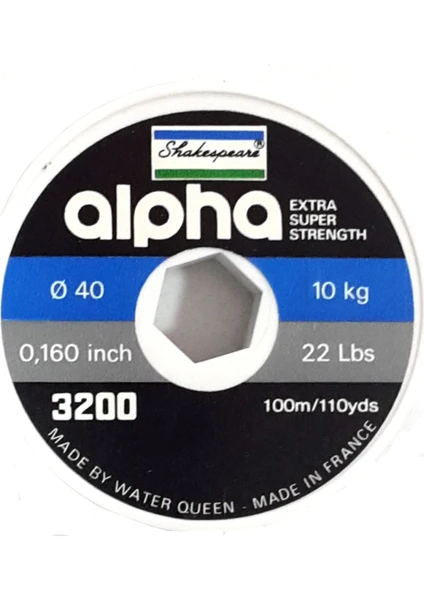 Shakespeare®
alpha
EXTRA
SUPER
STRENGTH
Ø 40
10 kg
0,160 inch
22 Lbs
3200
100m/110yds
MADE BY WATER QUEEN - MADE IN FRANCE